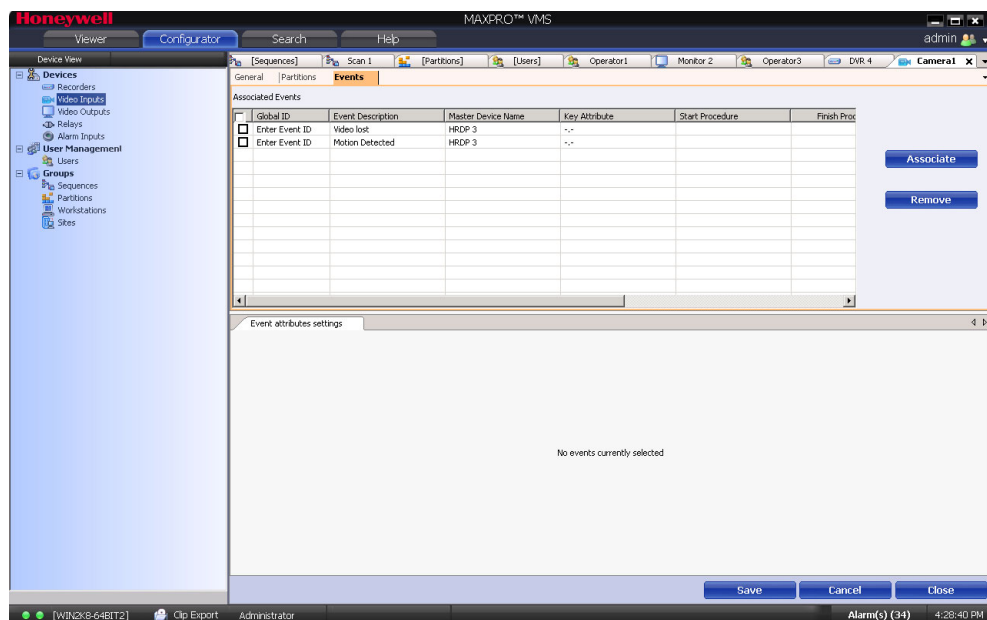 Honeywell
MAXPRO™ VMS
Viewer Configurator Search Help admin
Device View
[Sequences] Scan 1 [Partitions] [Users] Operator1 Monitor 2 Operator3 DVR 4 Camera1 X
Devices
Recorders
Video Inputs
Video Outputs
Relays
Alarm Inputs
User Management
Users
Groups
Sequences
Partitions
Workstations
Sites
General Partitions Events
Associated Events
Global ID Event Description Master Device Name Key Attribute Start Procedure Finish Proc
Enter Event ID Video lost HRDP 3 -.-
Enter Event ID Motion Detected HRDP 3 -.-
Associate
Remove
Event attributes settings
No events currently selected
Save Cancel Close
[WIN2K8-64BIT2] Clip Export Administrator Alarm(s) (34) 4:28:40 PM